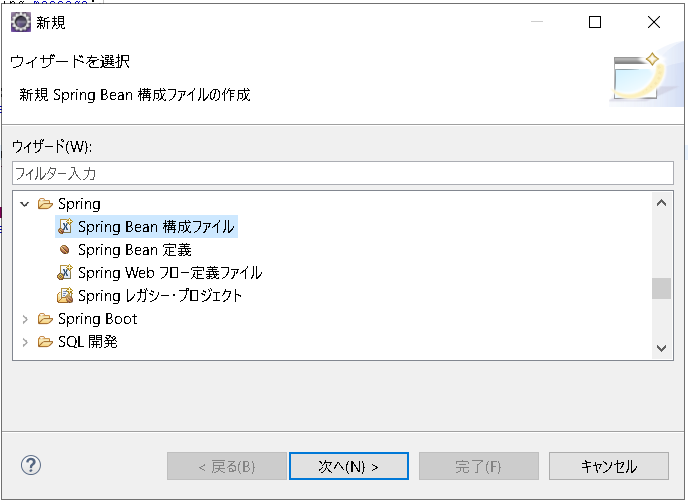 新規
ウィザードを選択
新規 Spring Bean 構成ファイルの作成
ウィザード(W):
フィルター入力
Spring
Spring Bean 構成ファイル
Spring Bean 定義
Spring Web フロー定義ファイル
Spring レガシー・プロジェクト
Spring Boot
SQL 開発
< 戻る(B)
次へ(N) >
完了(F)
キャンセル